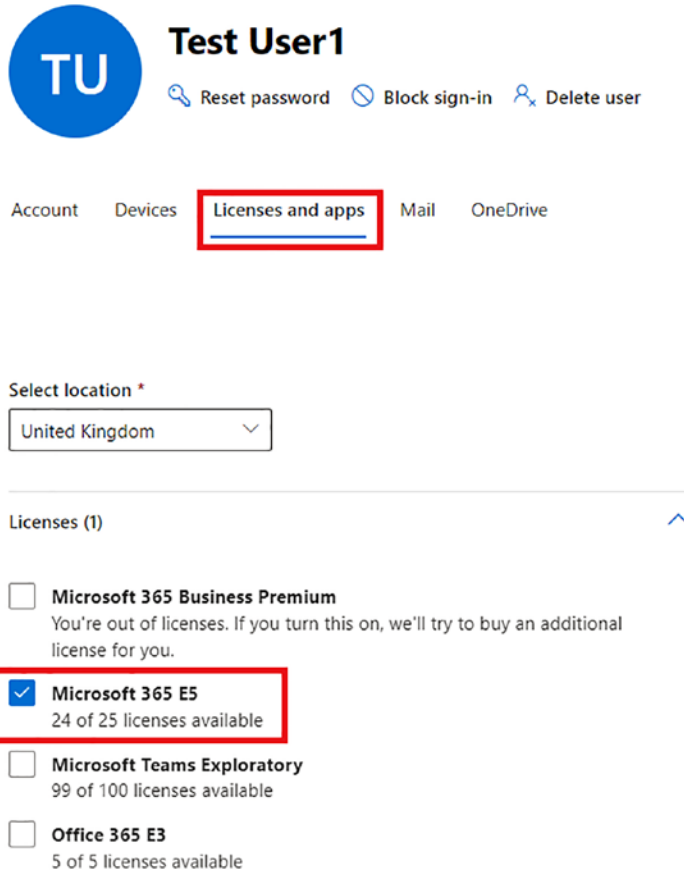 TU
Test User1
Reset password Block sign-in Delete user
Account Devices Licenses and apps Mail OneDrive
Select location *
United Kingdom
Licenses (1)
Microsoft 365 Business Premium
You're out of licenses. If you turn this on, we'll try to buy an additional
license for you.
Microsoft 365 E5
24 of 25 licenses available
Microsoft Teams Exploratory
99 of 100 licenses available
Office 365 E3
5 of 5 licenses available